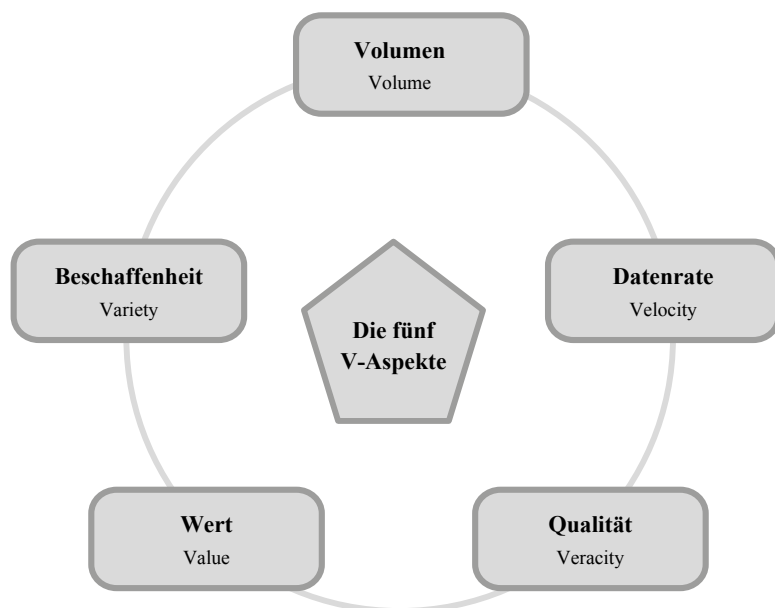 Volumen
Volume
Beschaffenheit
Variety
Datenrate
Velocity
Die fünf
V-Aspekte
Wert
Value
Qualität
Veracity